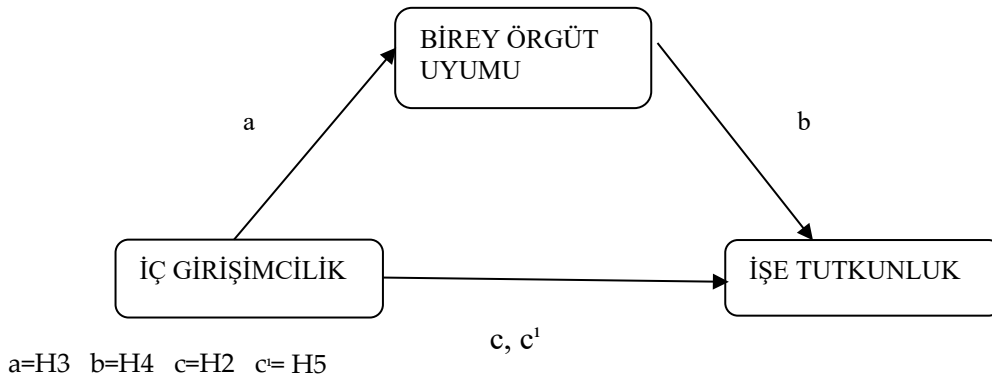 BİREY ÖRGÜT
UYUMU
a
b
İÇ GİRİŞİMCİLİK
İŞE TUTKUNLUK
c, c¹
a=H3 b=H4 c=H2 c¹= H5